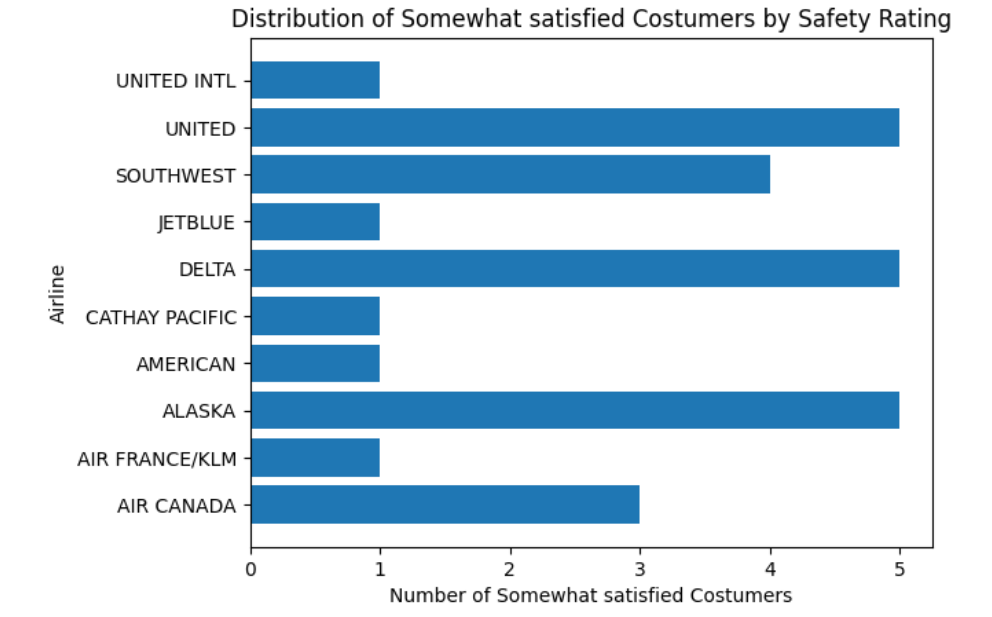 Distribution of Somewhat satisfied Costumers by Safety Rating
UNITED INTL
UNITED
SOUTHWEST
JETBLUE
DELTA
CATHAY PACIFIC
AMERICAN
ALASKA
AIR FRANCE/KLM
AIR CANADA
Airline
0 1 2 3 4 5
Number of Somewhat satisfied Costumers